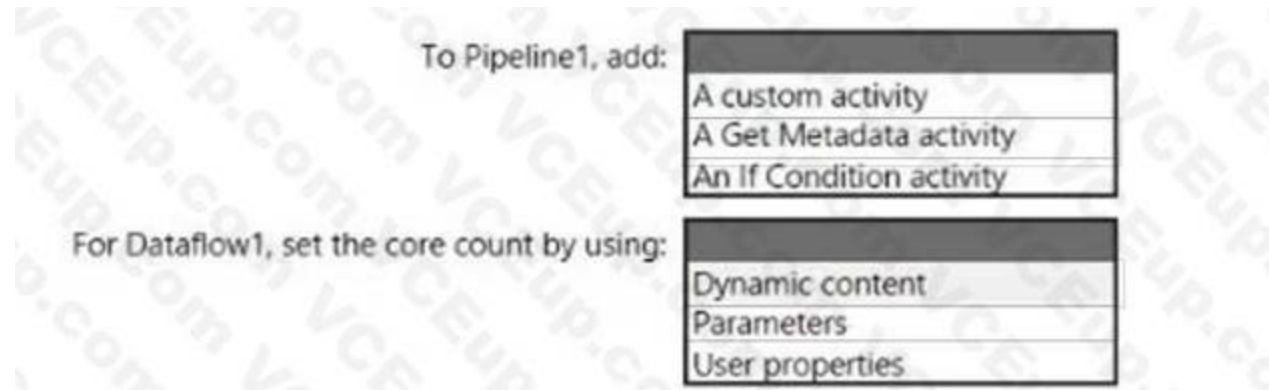 To Pipeline1, add:
A custom activity
A Get Metadata activity
An If Condition activity
For Dataflow1, set the core count by using:
Dynamic content
Parameters
User properties